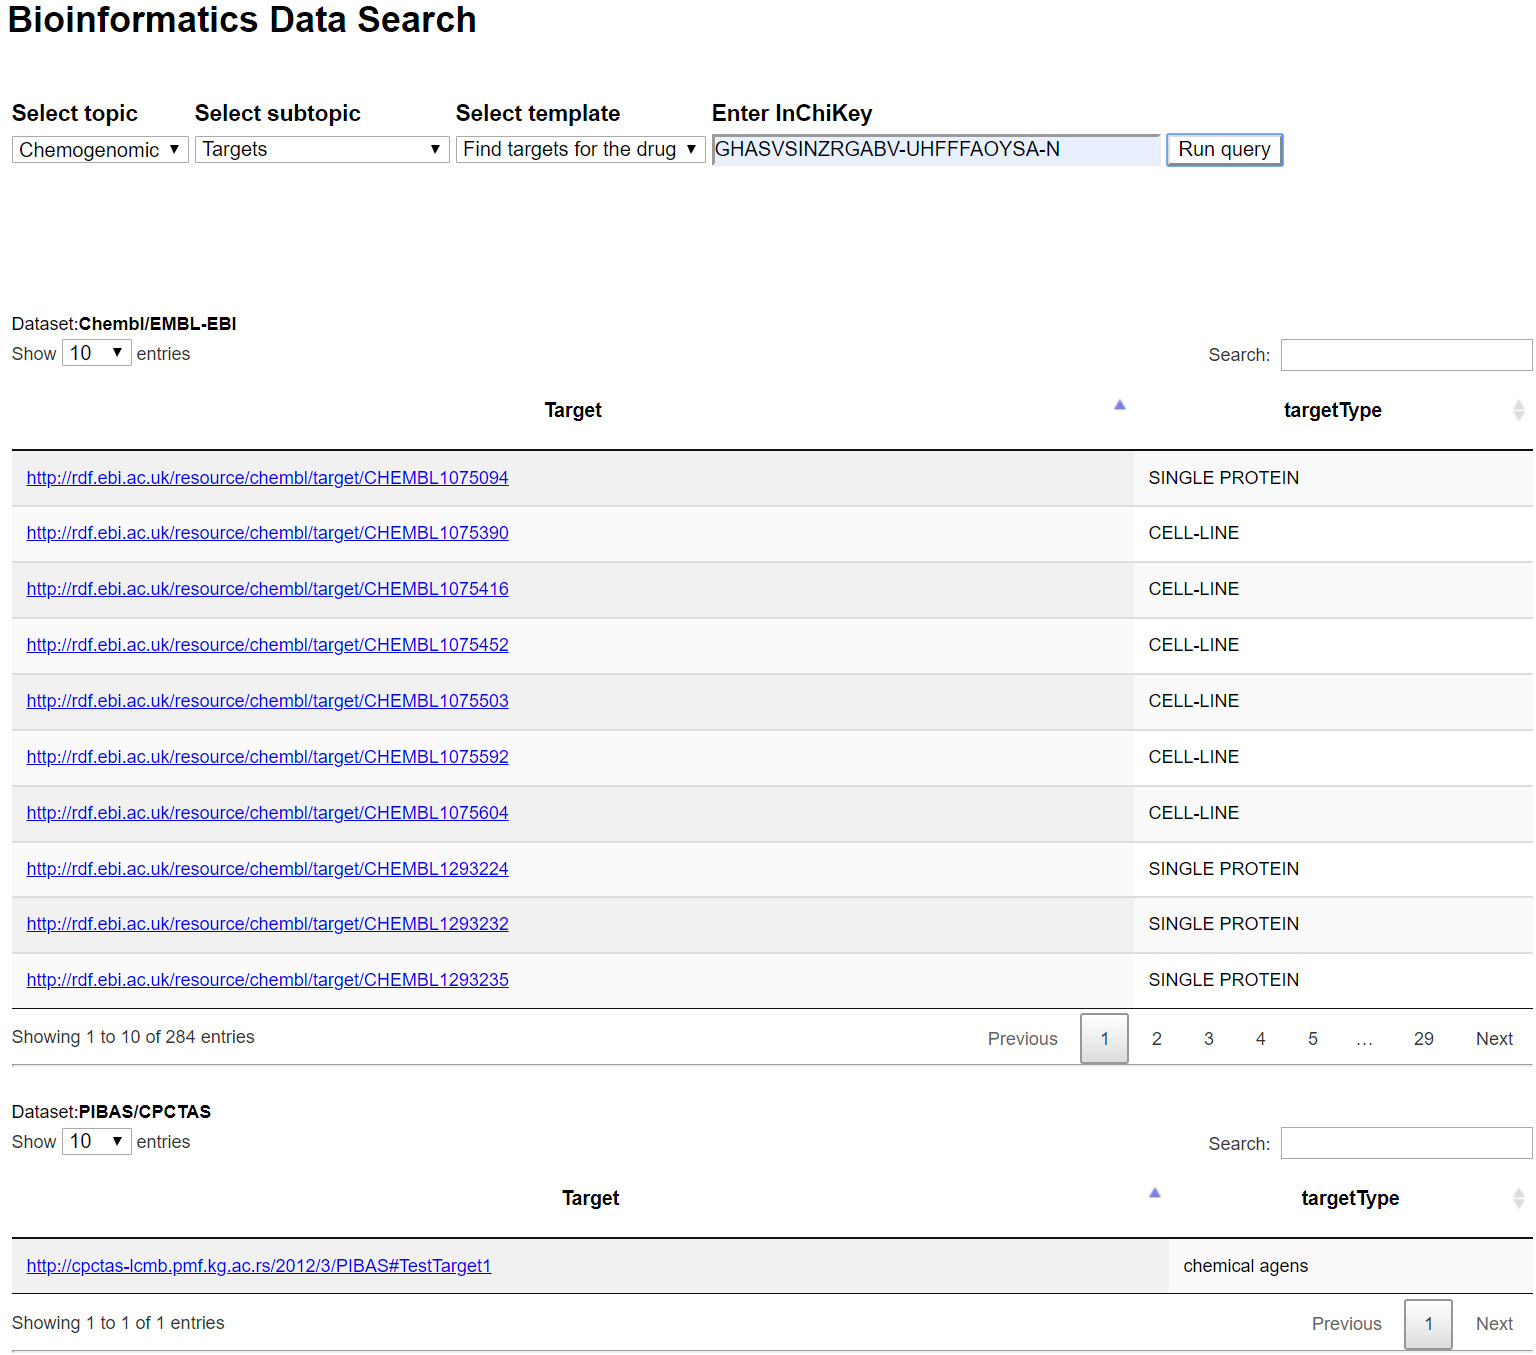 Bioinformatics Data Search
Select topic Select subtopic Select template Enter InChiKey
Chemogenomic Targets Find targets for the drug GHASVSINZRGABV-UHFFFAOYSA-N Run query
Dataset:Chembl/EMBL-EBI
Show 10 entries Search:
Target targetType
http://rdf.ebi.ac.uk/resource/chembl/target/CHEMBL1075094 SINGLE PROTEIN
http://rdf.ebi.ac.uk/resource/chembl/target/CHEMBL1075390 CELL-LINE
http://rdf.ebi.ac.uk/resource/chembl/target/CHEMBL1075416 CELL-LINE
http://rdf.ebi.ac.uk/resource/chembl/target/CHEMBL1075452 CELL-LINE
http://rdf.ebi.ac.uk/resource/chembl/target/CHEMBL1075503 CELL-LINE
http://rdf.ebi.ac.uk/resource/chembl/target/CHEMBL1075592 CELL-LINE
http://rdf.ebi.ac.uk/resource/chembl/target/CHEMBL1075604 CELL-LINE
http://rdf.ebi.ac.uk/resource/chembl/target/CHEMBL1293224 SINGLE PROTEIN
http://rdf.ebi.ac.uk/resource/chembl/target/CHEMBL1293232 SINGLE PROTEIN
http://rdf.ebi.ac.uk/resource/chembl/target/CHEMBL1293235 SINGLE PROTEIN
Showing 1 to 10 of 284 entries Previous 1 2 3 4 5 … 29 Next
Dataset:PIBAS/CPCTAS
Show 10 entries Search:
Target targetType
http://cpctas-lcmb.pmf.kg.ac.rs/2012/3/PIBAS#TestTarget1 chemical agens
Showing 1 to 1 of 1 entries Previous 1 Next